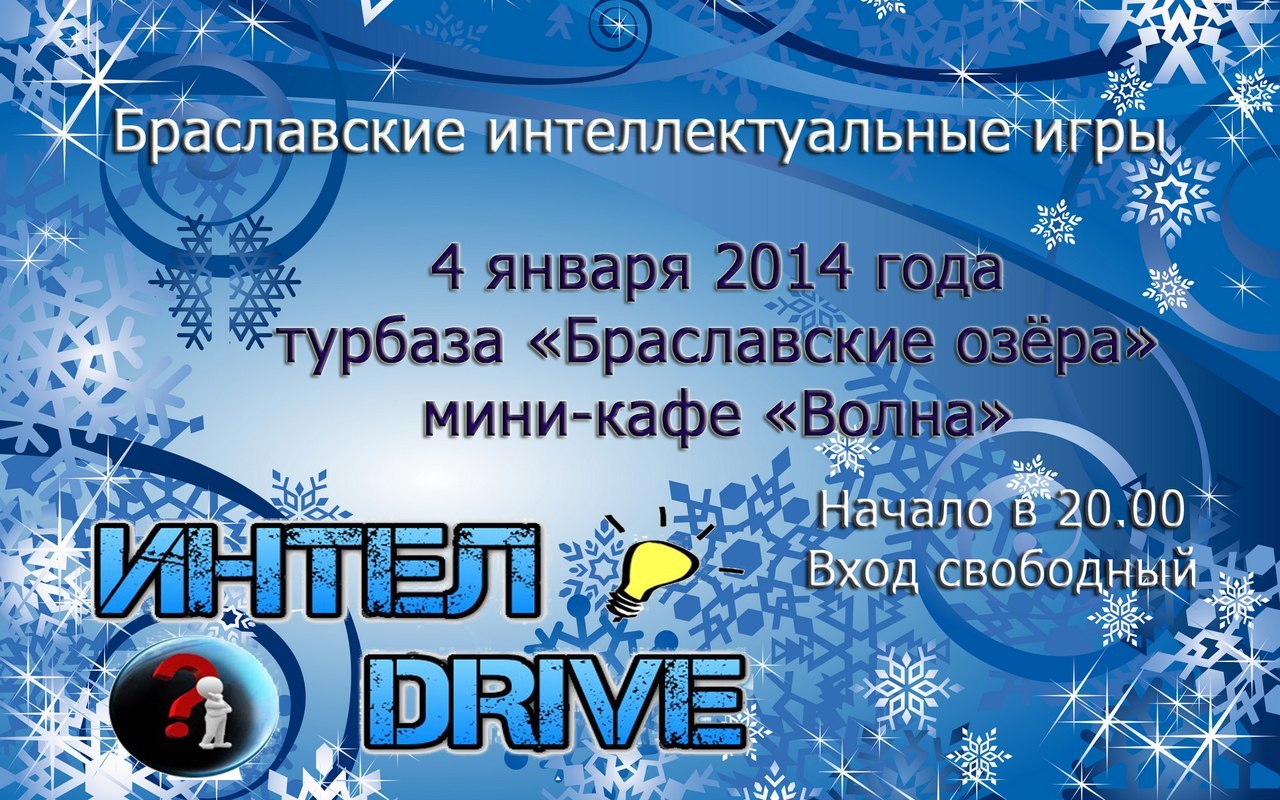 Браславские интеллектуальные игры
4 января 2014 года
турбаза «Браславские озёра»
мини-кафе «Волна»
Начало в 20.00
Вход свободный
ИНТЕЛ
?
DRIVE